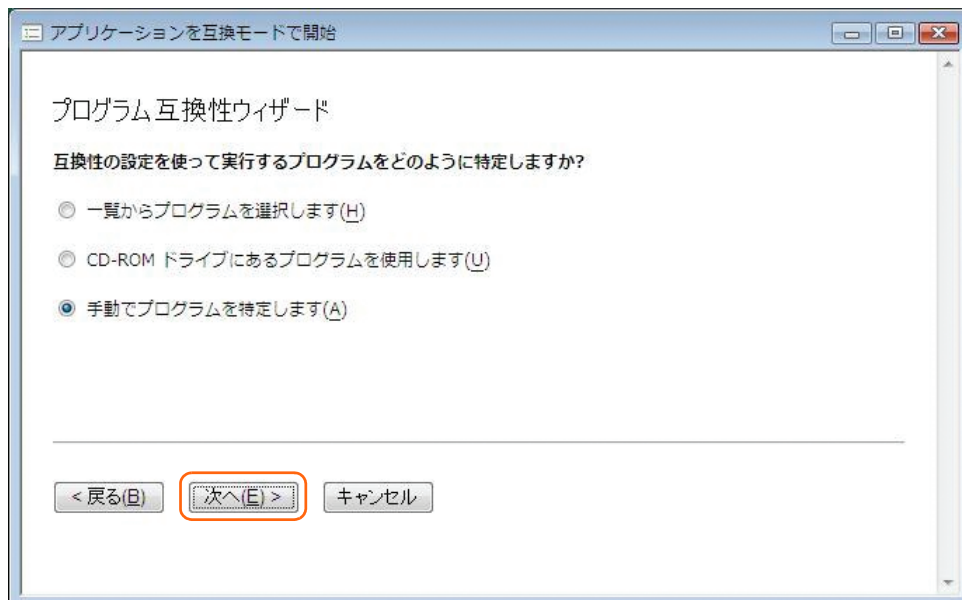 アプリケーションを互換モードで開始
プログラム互換性ウィザード
互換性の設定を使って実行するプログラムをどのように特定しますか?
一覧からプログラムを選択します(H)
CD-ROM ドライブにあるプログラムを使用します(U)
手動でプログラムを特定します(A)
< 戻る(B) 次へ(E) > キャンセル